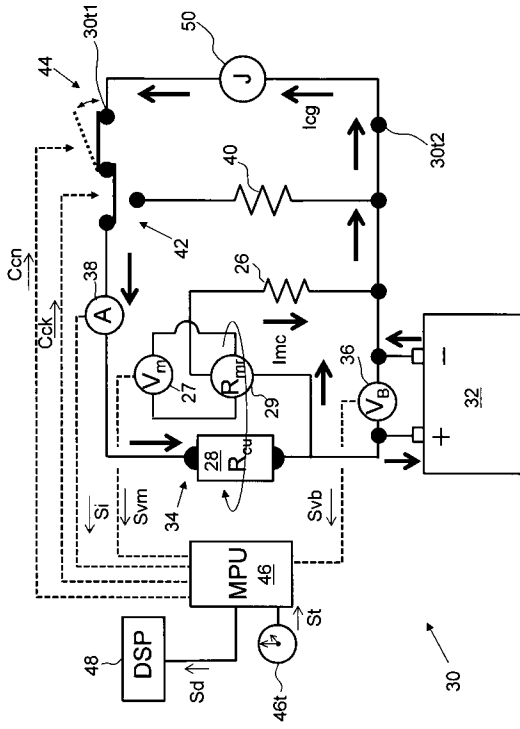 30t1
50
44
J
Icg
30t2
Ccn
Cck
42
40
38
A
26
Vm
27
Rmr
29
Imc
36
VB
32
+
−
Si
Svm
34
28
Rcu
Svb
MPU
46
St
DSP
48
Sd
46t
30